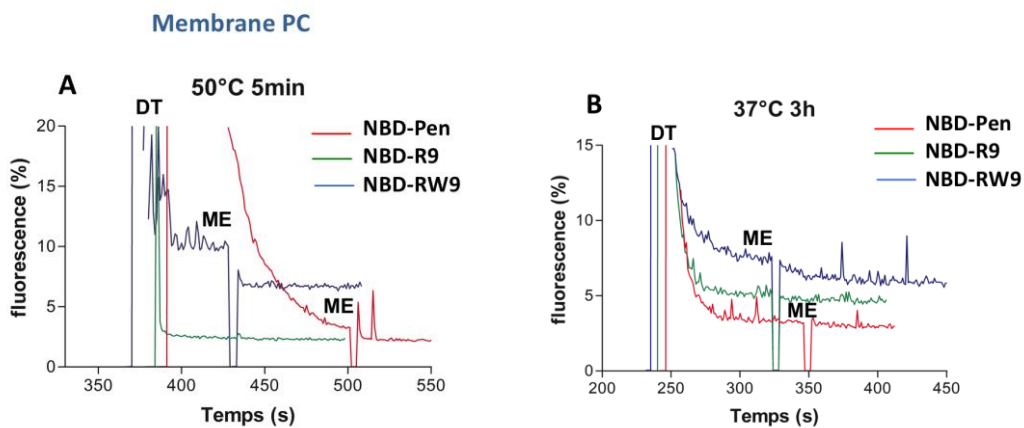 Membrane PC
A
50°C 5min
DT
20
15
10
5
0
fluorescence (%)
ME
ME
NBD-Pen
NBD-R9
NBD-RW9
350
400
450
500
550
Temps (s)
B
37°C 3h
DT
15
10
5
0
fluorescence (%)
ME
ME
NBD-Pen
NBD-R9
NBD-RW9
200
250
300
350
400
450
Temps (s)